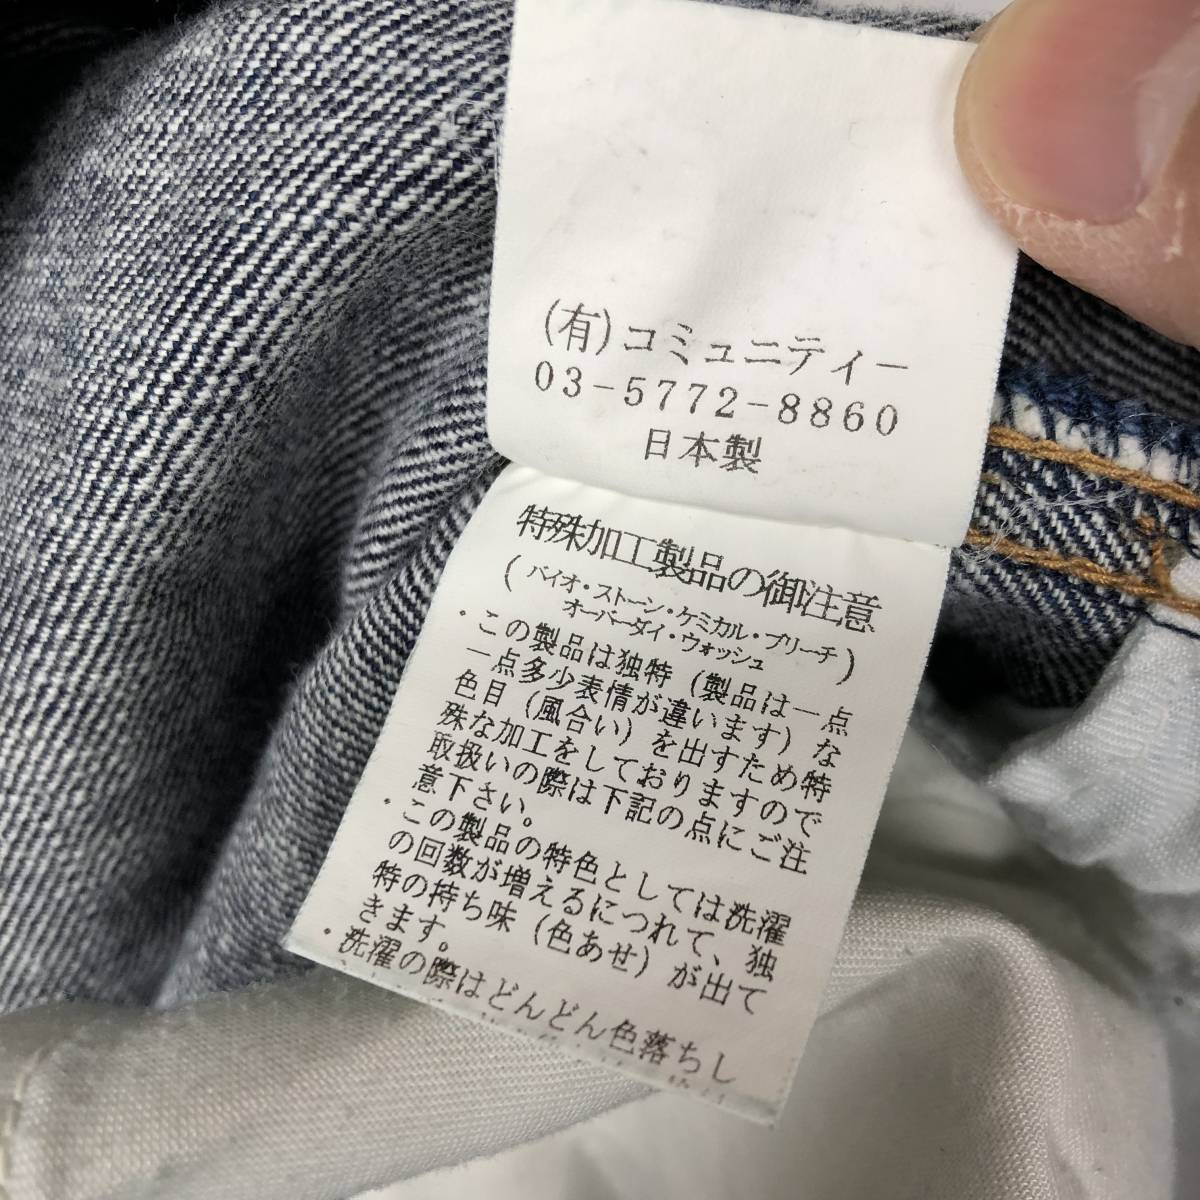 (有)コミュニティー
03-5772-8860
日本製
特殊加工製品の御注意
(バイオ・ストーン・ケミカル・ブリーチ
オーバーダイ・ウォッシュ)
・この製品は独特（製品は一点
一点多少表情が違います）な
色目（風合い）を出すため特
殊な加工をしておりますので
取扱いの際は下記の点にご注
意下さい。
・この製品の特色としては洗濯
の回数が増えるにつれて、独
特の持ち味（色あせ）が出て
きます。
・洗濯の際はどんどん色落ちし